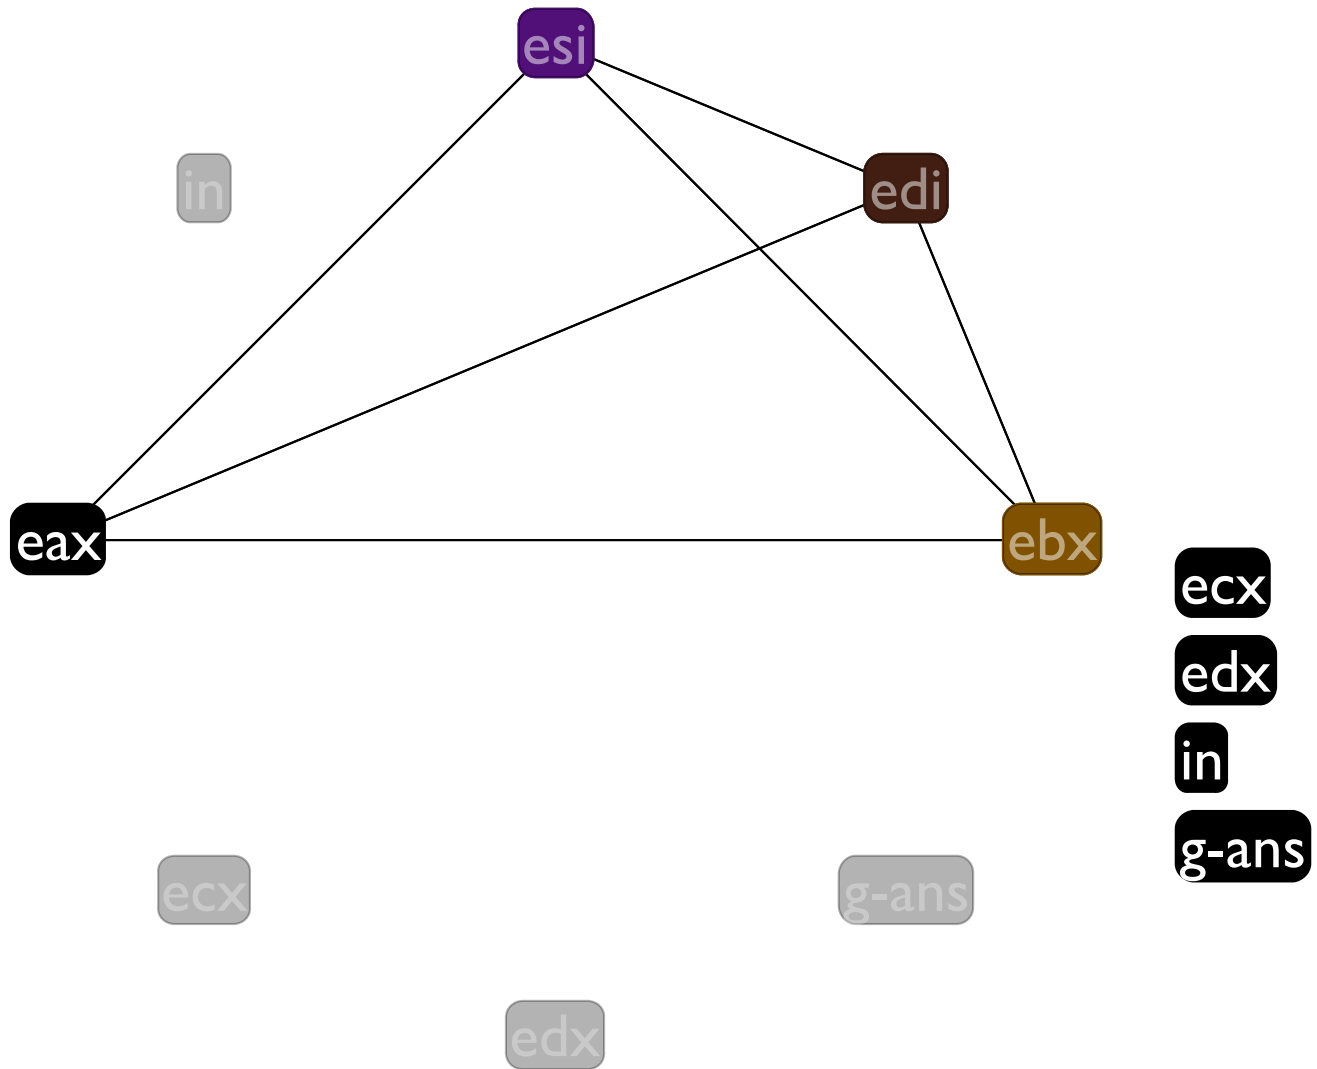 esi
in
edi
eax
ebx
ecx
edx
in
g-ans
ecx
g-ans
edx